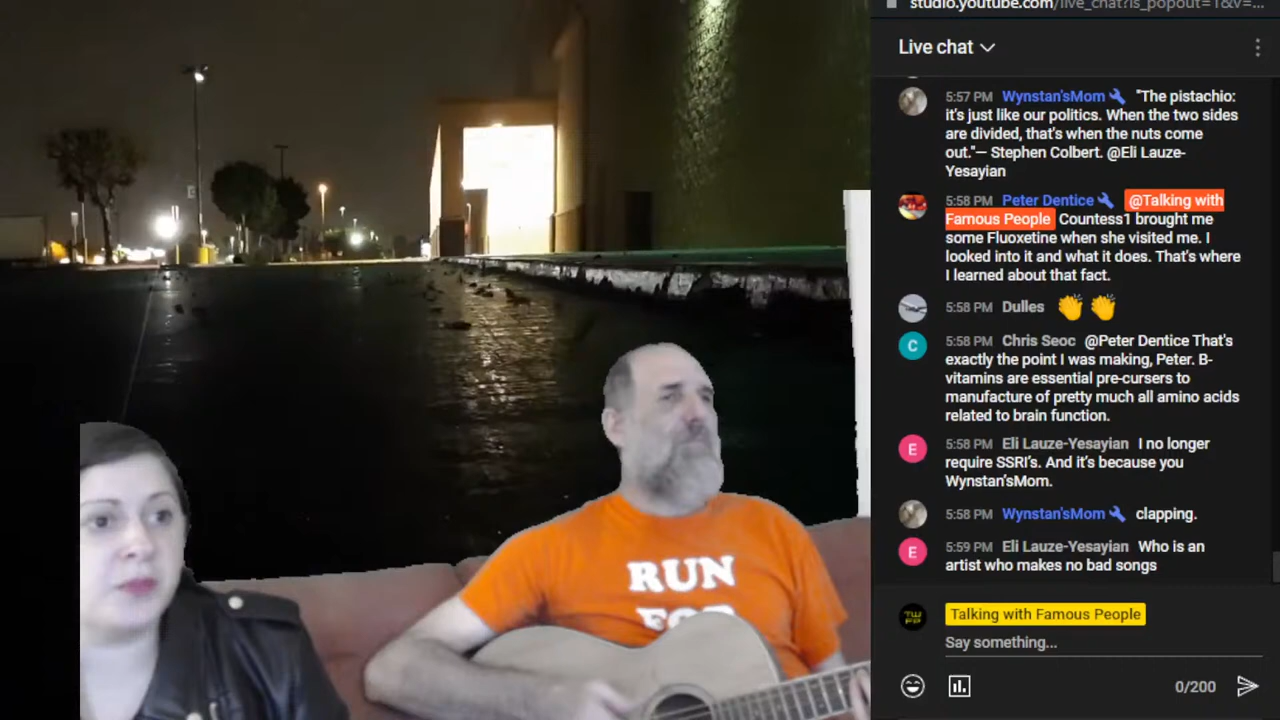 studio.youtube.com/live_chat?is_popout=1&v=...
Live chat
5:57 PM Wynstan'sMom "The pistachio:
it's just like our politics. When the two sides
are divided, that's when the nuts come
out."— Stephen Colbert. @Eli Lauze-
Yesayian
5:58 PM Peter Dentice @Talking with
Famous People Countess1 brought me
some Fluoxetine when she visited me. I
looked into it and what it does. That's where
I learned about that fact.
5:58 PM Dulles 👏 👏
C 5:58 PM Chris Seoc @Peter Dentice That's
exactly the point I was making, Peter. B-
vitamins are essential pre-cursers to
manufacture of pretty much all amino acids
related to brain function.
E 5:58 PM Eli Lauze-Yesayian I no longer
require SSRI's. And it's because you
Wynstan'sMom.
5:58 PM Wynstan'sMom clapping.
E 5:59 PM Eli Lauze-Yesayian Who is an
artist who makes no bad songs
TWFP Talking with Famous People
Say something...
0/200
RUN
FOR